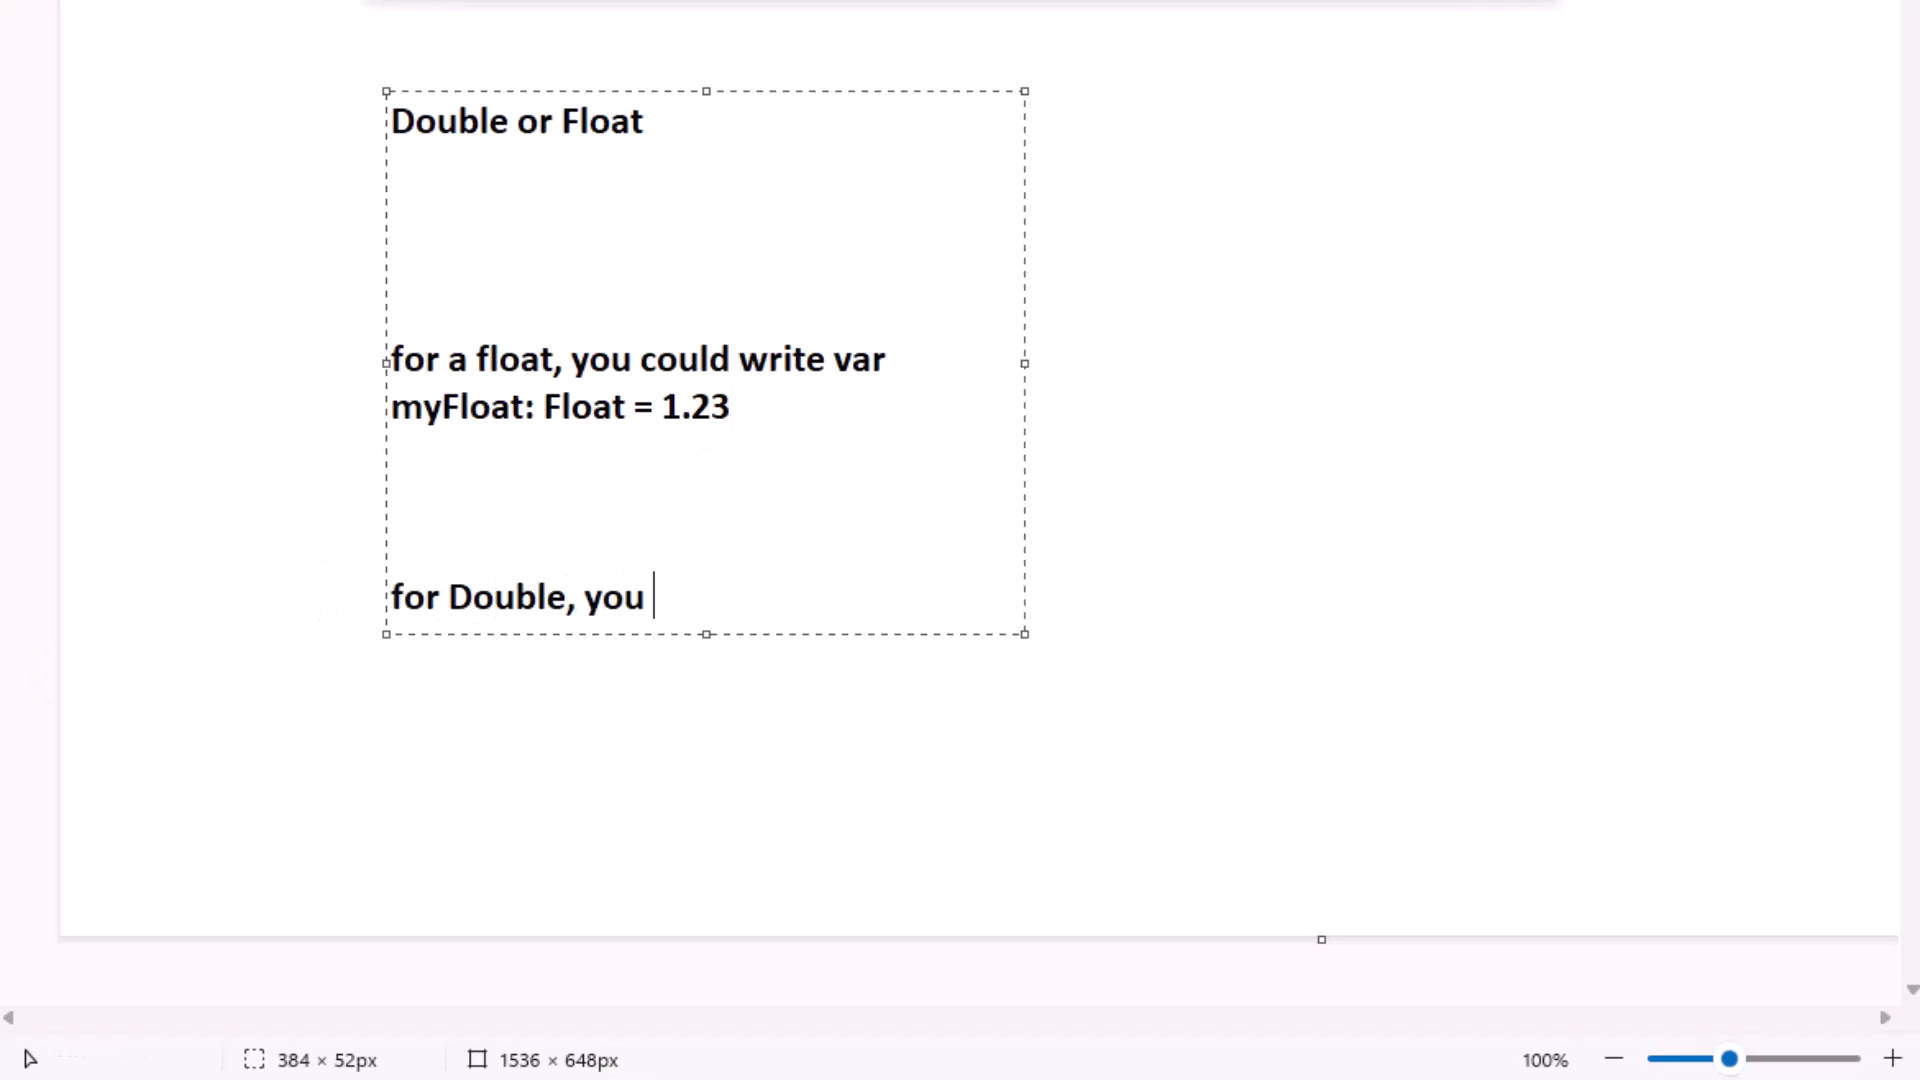 Double or Float
for a float, you could write var
myFloat: Float = 1.23
for Double, you
384 × 52px
1536 × 648px
100%